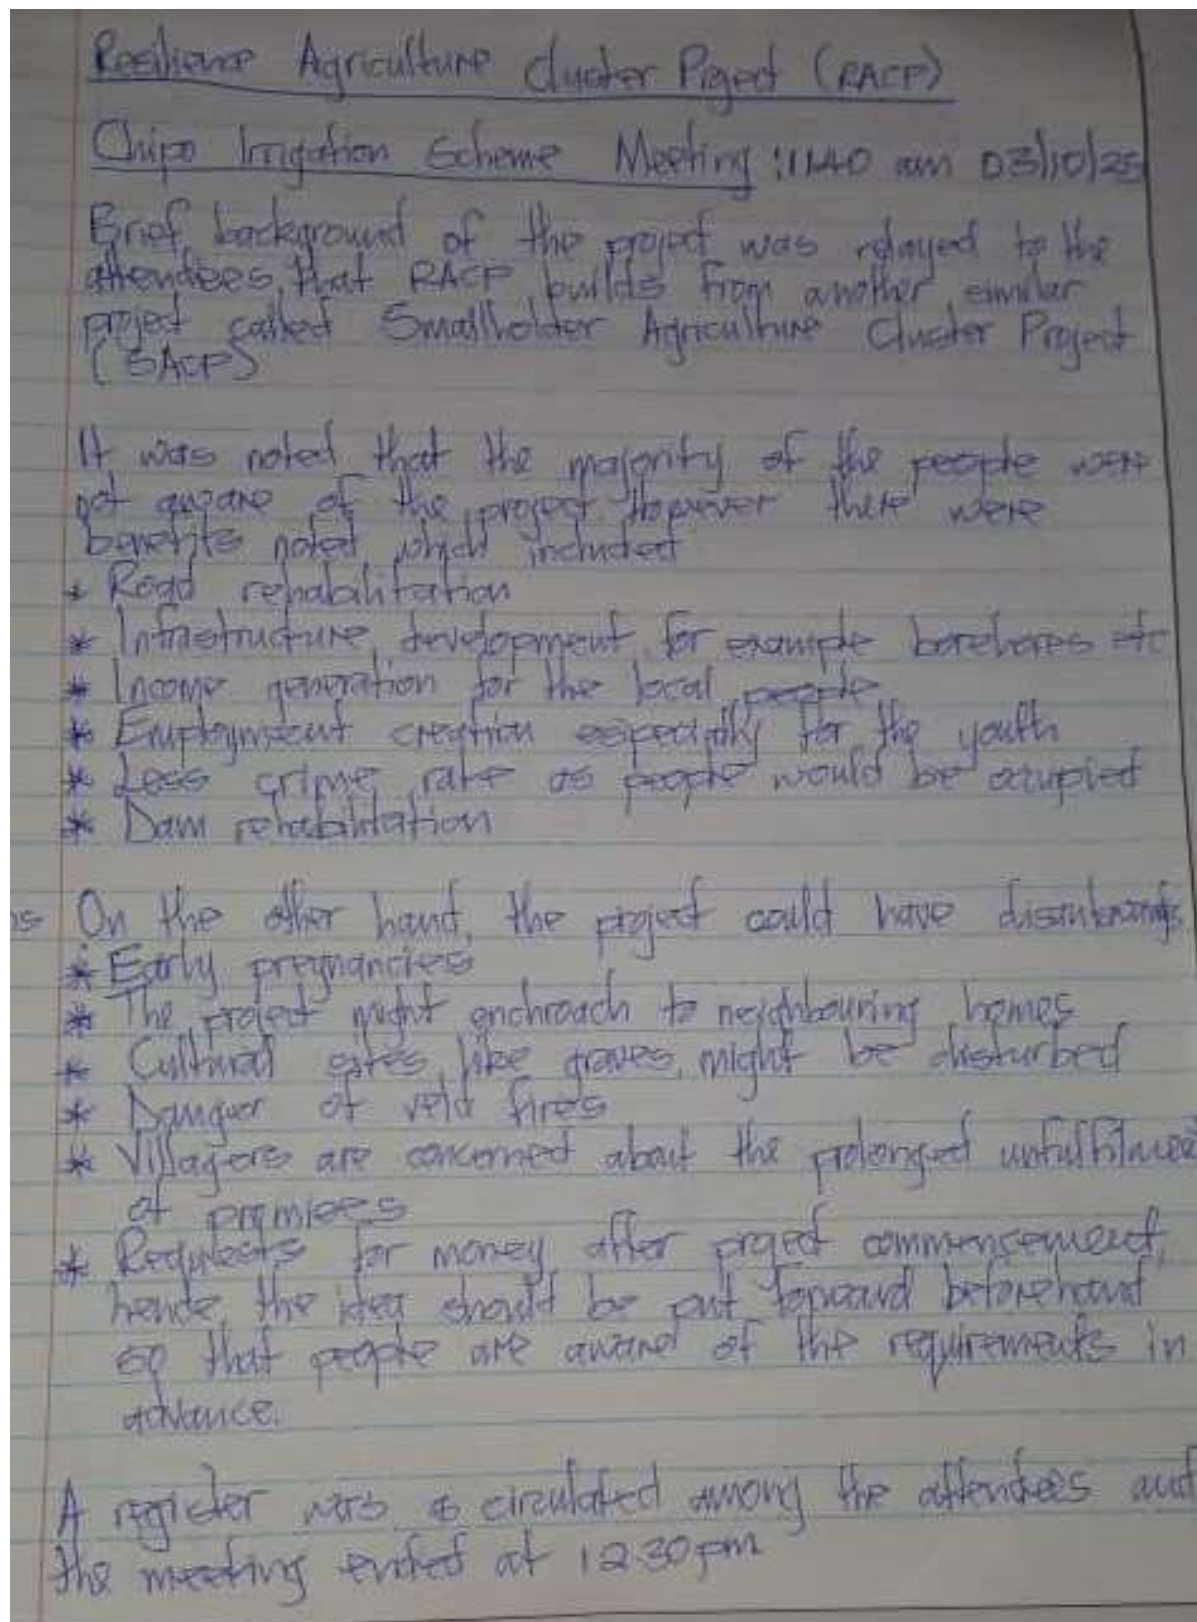 Resilience Agriculture Cluster Project (RACP)
Chipo Irrigation Scheme Meeting : 1140 am 03/10/25
Brief background of the project was relayed to the
attendees, that RACP builds from another similar
project called Smallholder Agriculture Cluster Project
(SACP)
It was noted that the majority of the people were
not aware of the project. However there were
benefits noted which included
* Road rehabilitation
* Infrastructure development for example borehores etc
* Income generation for the local people
* Employment creation especially for the youth
* Less crime rate as people would be occupied
* Dam rehabilitation
On the other hand, the project could have
* Early pregnancies
* The project might enchroach to neighbouring homes
* Cultural sites like graves might be disturbed
* Danger of veld fires
* Villagers are concerned about the prolonged
of promises
* Requests for money after project commencement,
hence the idea should be put forward beforehand
so that people are aware of the requirements in
advance.
A register was circulated among the attendees and
the meeting ended at 1230pm